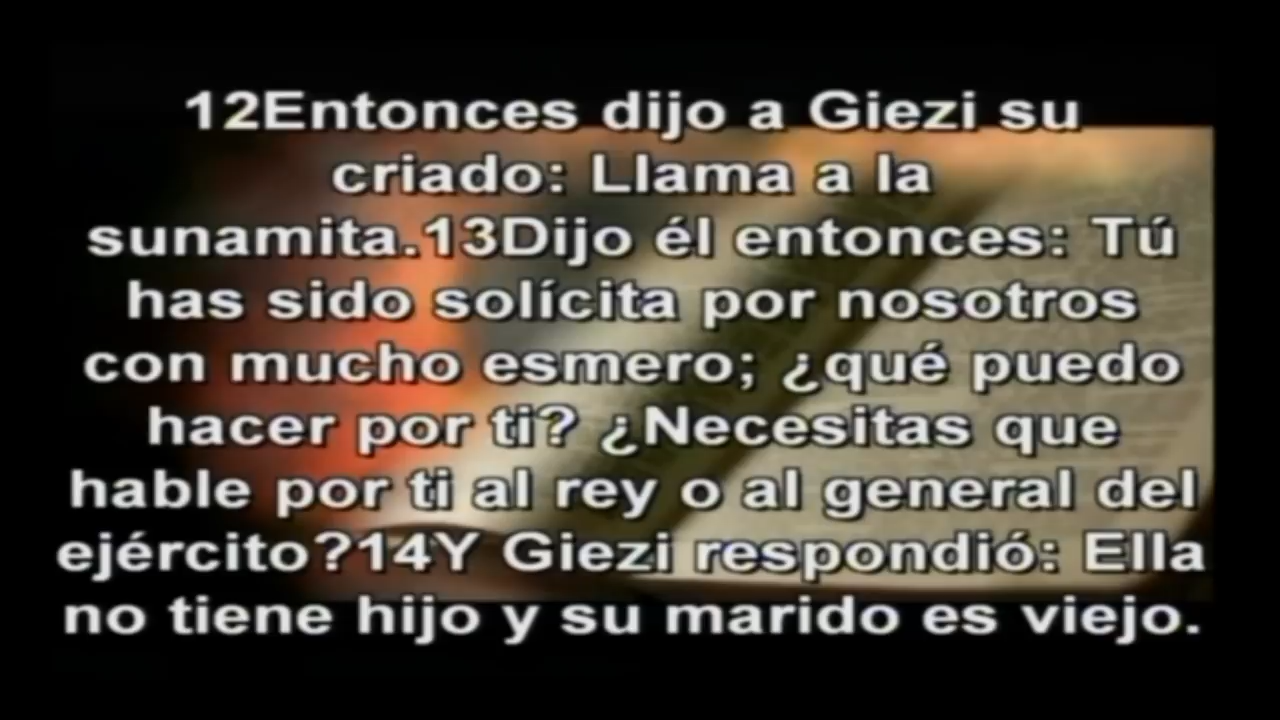 12Entonces dijo a Giezi su
criado: Llama a la
sunamita.13Dijo él entonces: Tú
has sido solícita por nosotros
con mucho esmero; ¿qué puedo
hacer por ti? ¿Necesitas que
hable por ti al rey o al general del
ejército?14Y Giezi respondió: Ella
no tiene hijo y su marido es viejo.